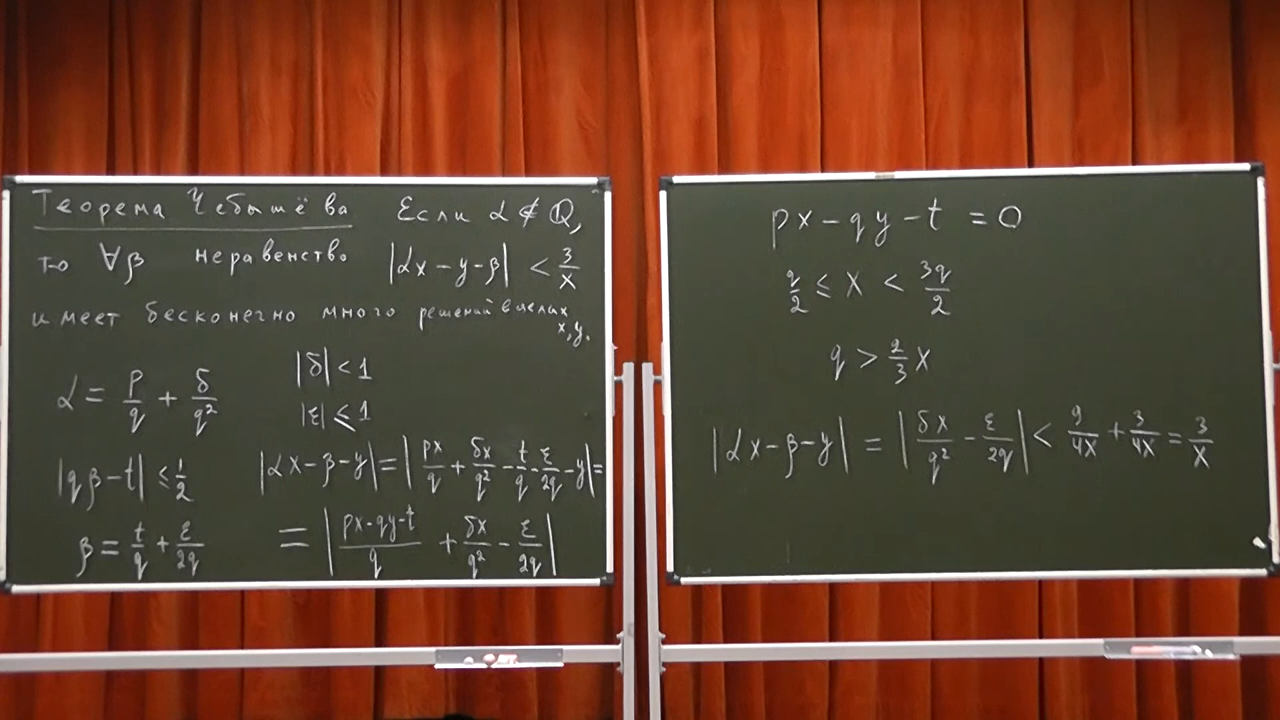 Теорема Чебышёва Если α ∉ ℚ,
то ∀β неравенство |αx − y − β| < 3/x
имеет бесконечно много решений в целых x, y.
α = p/q + δ/q² |δ| < 1
|ε| ≤ 1
|qβ − t| ≤ 1/2 |αx − β − y| = |px/q + δx/q² − t/q − ε/2q − y| =
β = t/q + ε/2q = |(px − qy − t)/q + δx/q² − ε/2q|
px − qy − t = 0
q/2 ≤ x < 3q/2
q > 2/3 x
|αx − β − y| = |δx/q² − ε/2q| < 9/4x + 3/4x = 3/x